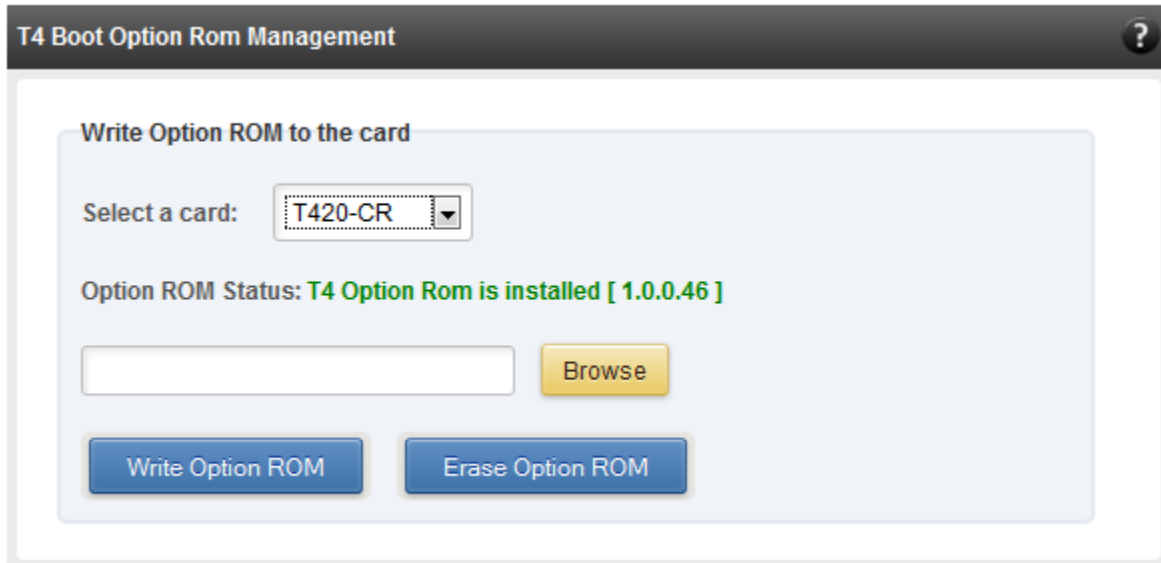 T4 Boot Option Rom Management ?
Write Option ROM to the card
Select a card: T420-CR
Option ROM Status: T4 Option Rom is installed [ 1.0.0.46 ]
Browse
Write Option ROM Erase Option ROM